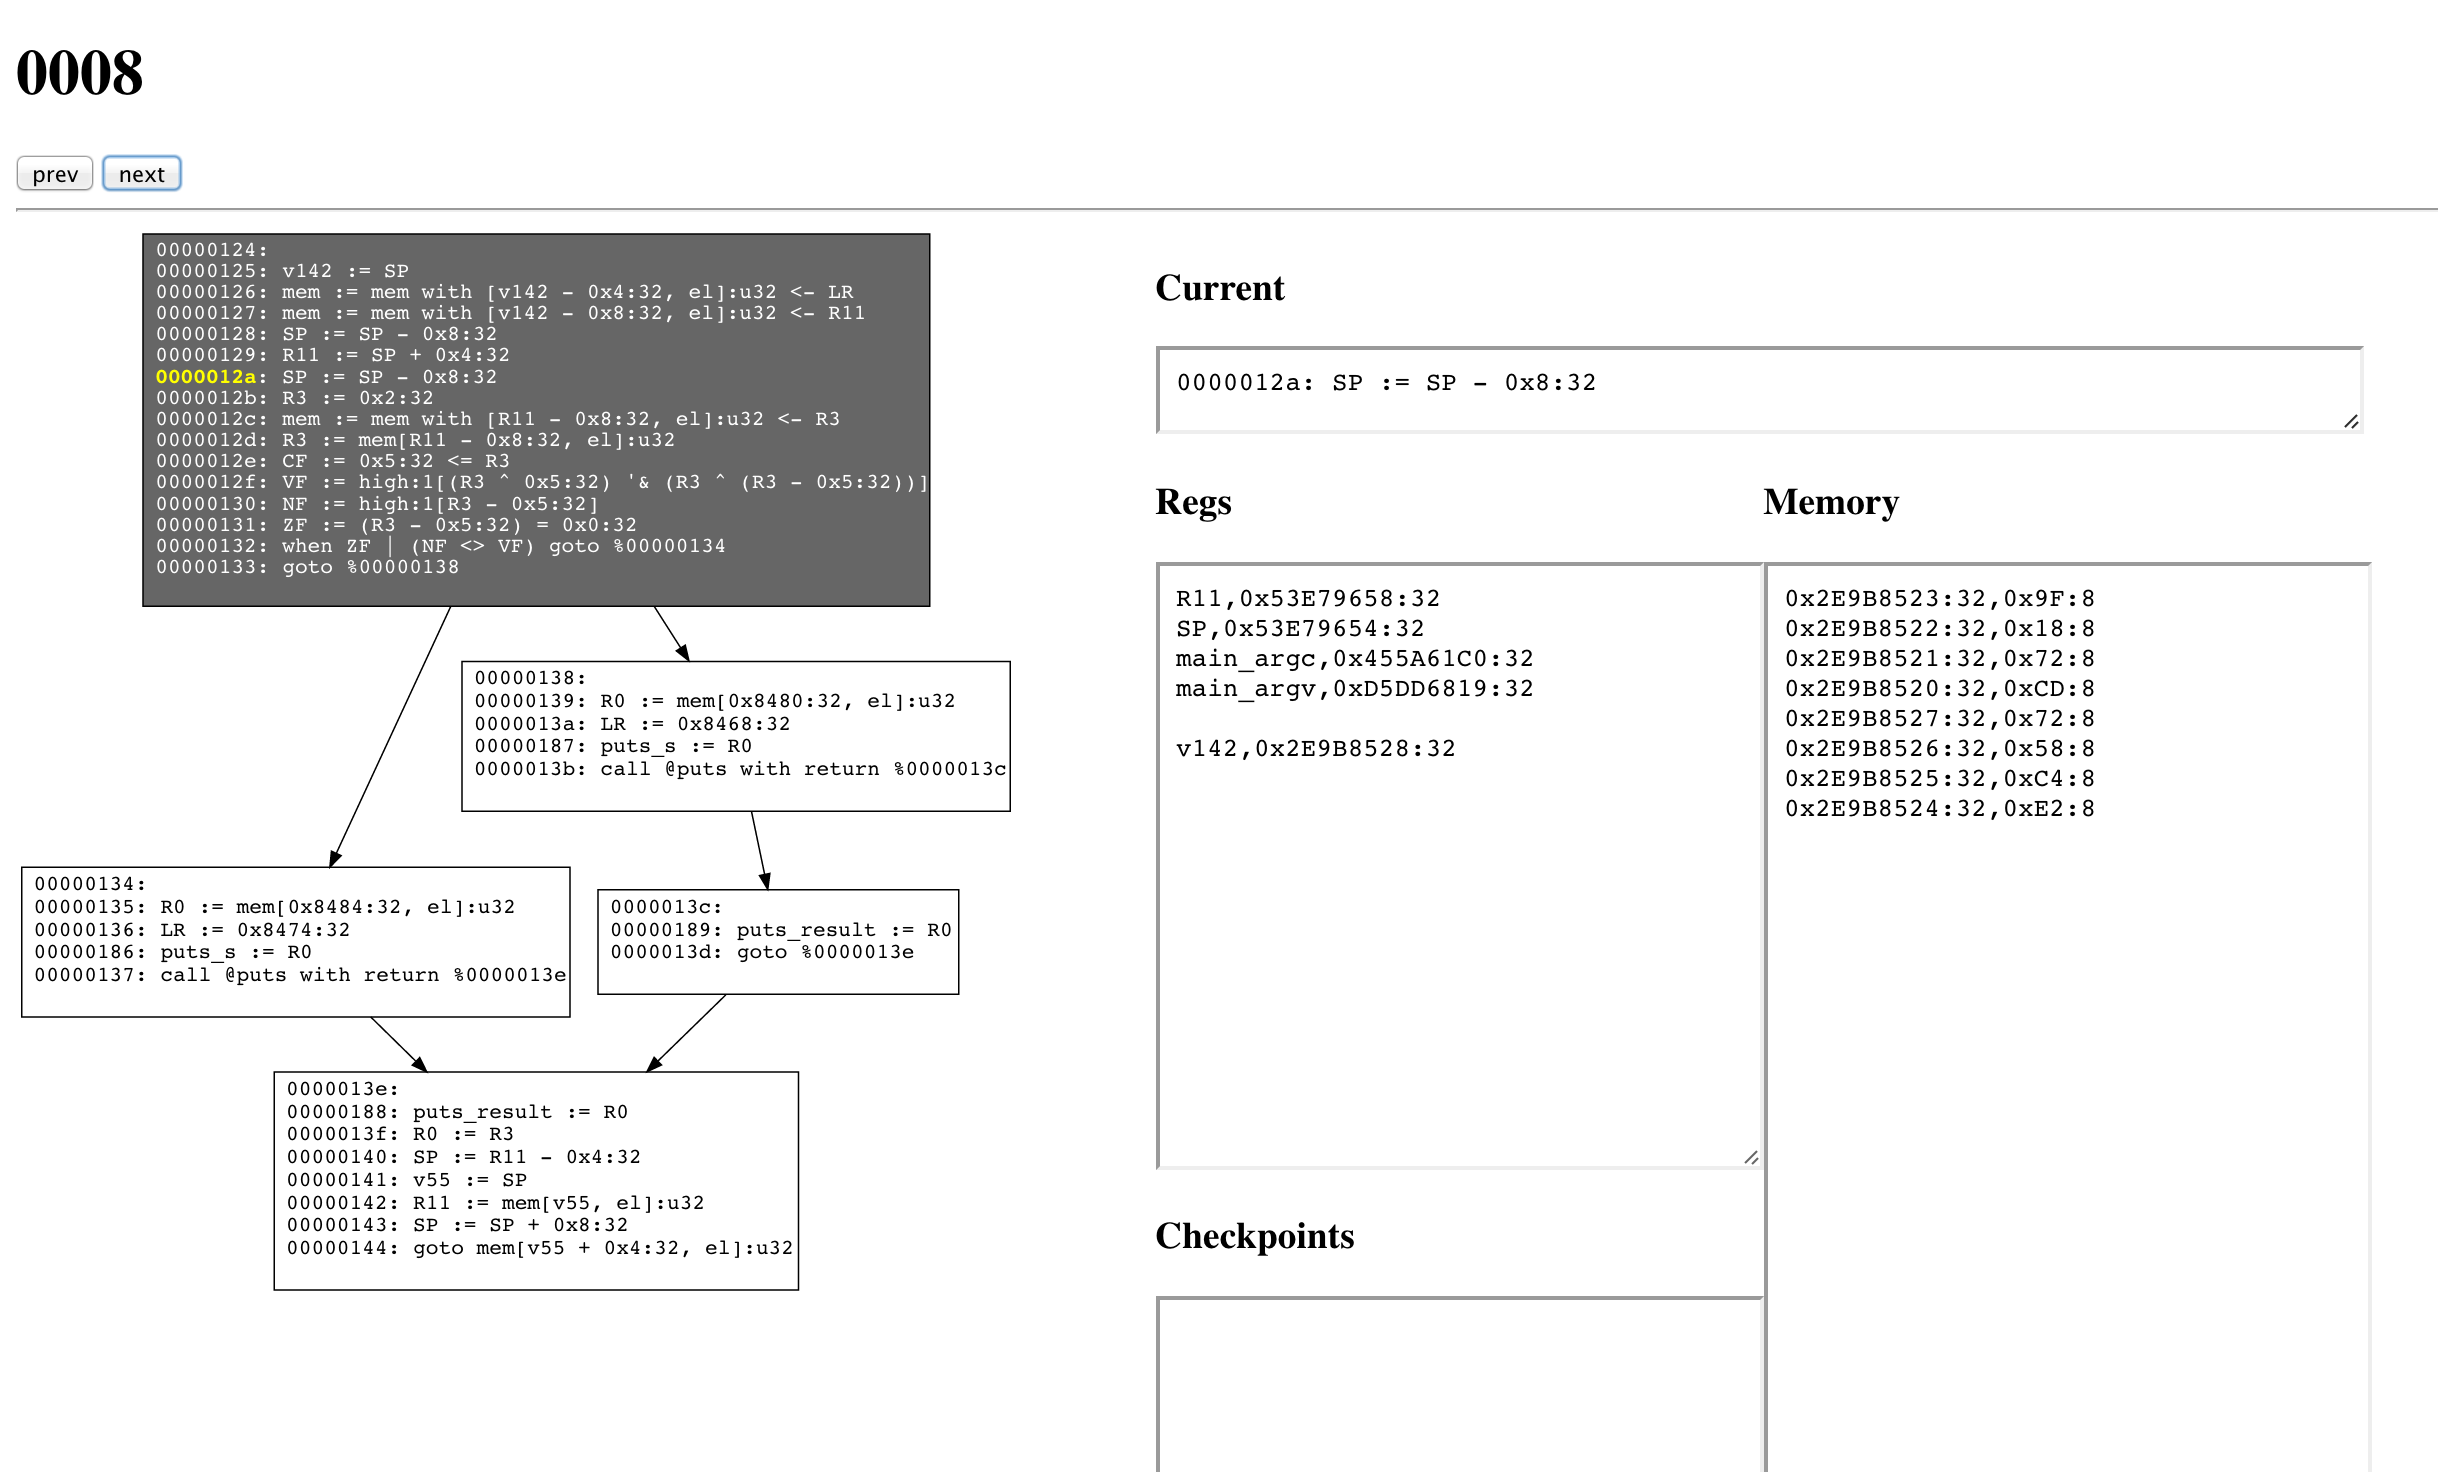 0008
prev next
00000124:
00000125: v142 := SP
00000126: mem := mem with [v142 - 0x4:32, el]:u32 <- LR
00000127: mem := mem with [v142 - 0x8:32, el]:u32 <- R11
00000128: SP := SP - 0x8:32
00000129: R11 := SP + 0x4:32
0000012a: SP := SP - 0x8:32
0000012b: R3 := 0x2:32
0000012c: mem := mem with [R11 - 0x8:32, el]:u32 <- R3
0000012d: R3 := mem[R11 - 0x8:32, el]:u32
0000012e: CF := 0x5:32 <= R3
0000012f: VF := high:1[(R3 ^ 0x5:32) '& (R3 ^ (R3 - 0x5:32))]
00000130: NF := high:1[R3 - 0x5:32]
00000131: ZF := (R3 - 0x5:32) = 0x0:32
00000132: when ZF | (NF <> VF) goto %00000134
00000133: goto %00000138
00000138:
00000139: R0 := mem[0x8480:32, el]:u32
0000013a: LR := 0x8468:32
00000187: puts_s := R0
0000013b: call @puts with return %0000013c
00000134:
00000135: R0 := mem[0x8484:32, el]:u32
00000136: LR := 0x8474:32
00000186: puts_s := R0
00000137: call @puts with return %0000013e
0000013c:
00000189: puts_result := R0
0000013d: goto %0000013e
0000013e:
00000188: puts_result := R0
0000013f: R0 := R3
00000140: SP := R11 - 0x4:32
00000141: v55 := SP
00000142: R11 := mem[v55, el]:u32
00000143: SP := SP + 0x8:32
00000144: goto mem[v55 + 0x4:32, el]:u32
Current
0000012a: SP := SP - 0x8:32
Regs
R11,0x53E79658:32
SP,0x53E79654:32
main_argc,0x455A61C0:32
main_argv,0xD5DD6819:32
v142,0x2E9B8528:32
Memory
0x2E9B8523:32,0x9F:8
0x2E9B8522:32,0x18:8
0x2E9B8521:32,0x72:8
0x2E9B8520:32,0xCD:8
0x2E9B8527:32,0x72:8
0x2E9B8526:32,0x58:8
0x2E9B8525:32,0xC4:8
0x2E9B8524:32,0xE2:8
Checkpoints